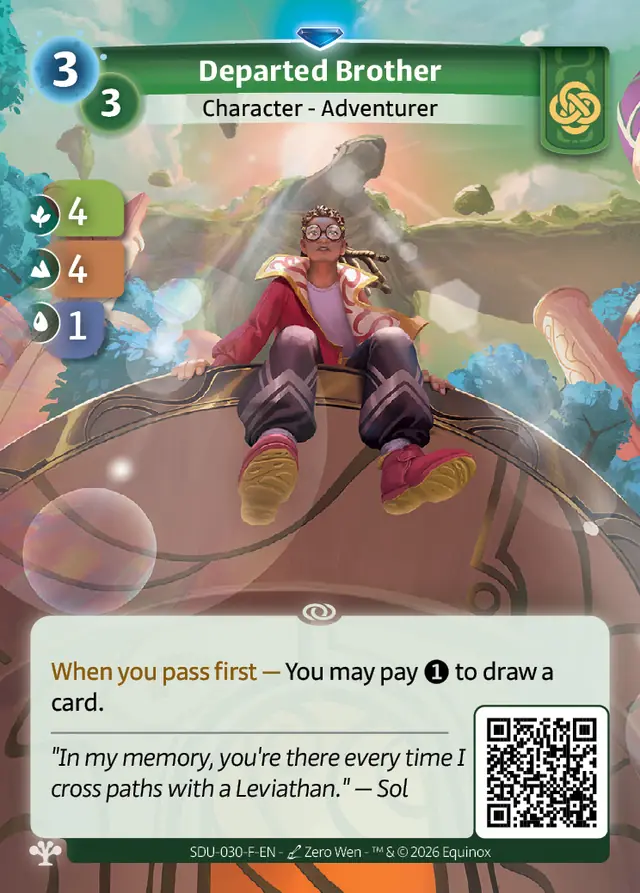 3
Departed Brother
3
Character - Adventurer
4
4
1
When you pass first — You may pay 1 to draw a
card.
"In my memory, you're there every time I
cross paths with a Leviathan." — Sol
SDU-030-F-EN - Zero Wen - ™ & © 2026 Equinox